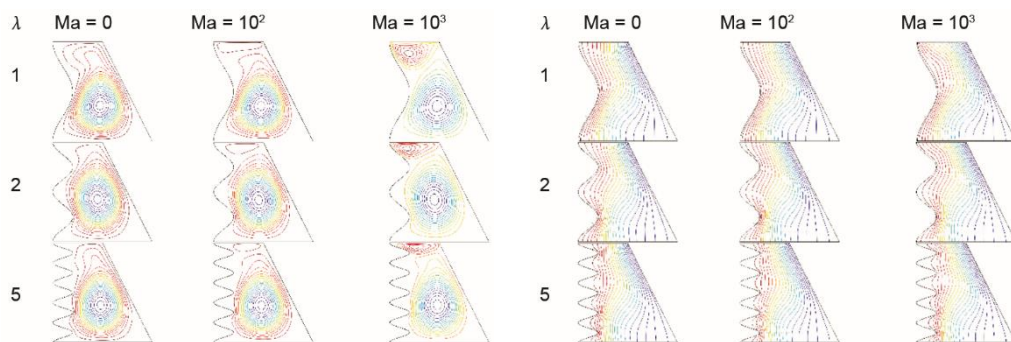 λ Ma = 0 Ma = 10² Ma = 10³ λ Ma = 0 Ma = 10² Ma = 10³
1 1
2 2
5 5